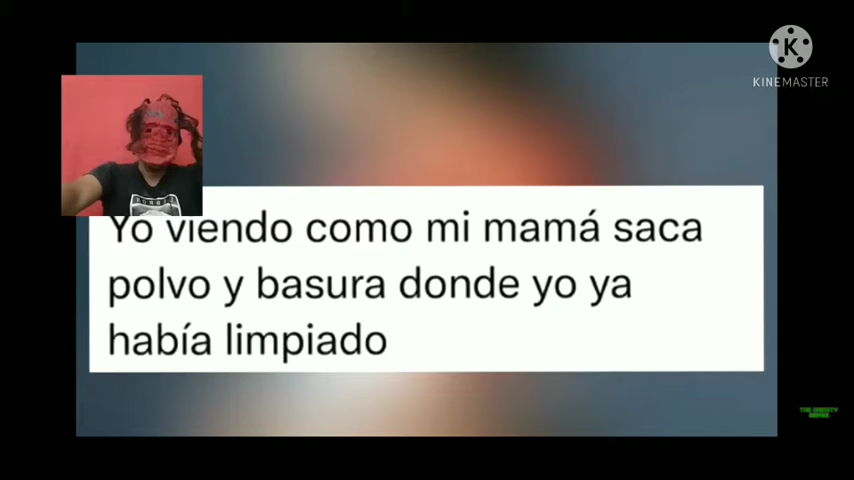 KINEMASTER
Yo viendo como mi mamá saca
polvo y basura donde yo ya
había limpiado